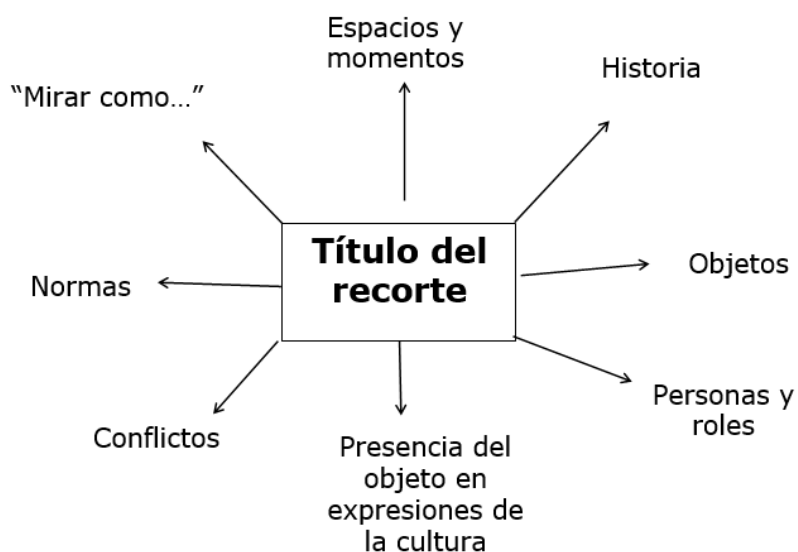 Espacios y
momentos
Historia
“Mirar como…”
Título del
recorte
Objetos
Normas
Personas y
roles
Conflictos
Presencia del
objeto en
expresiones de
la cultura